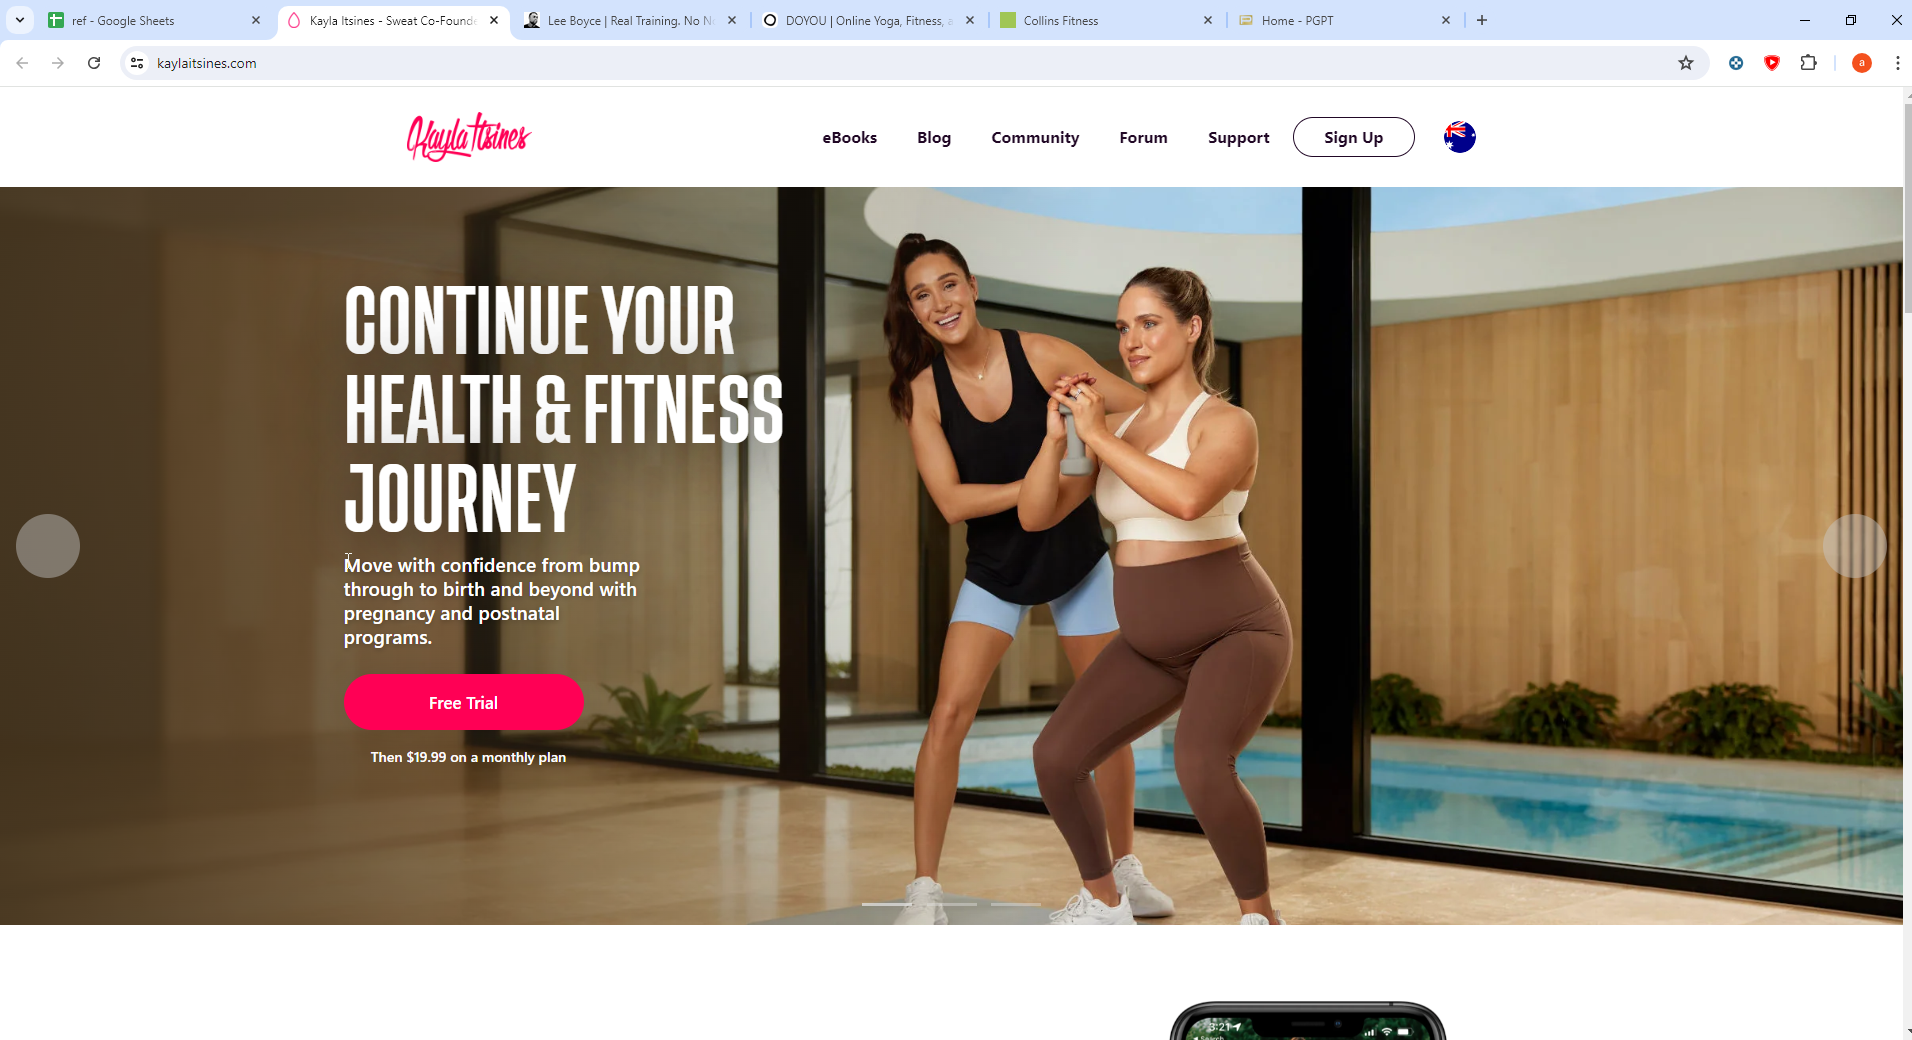 ref - Google Sheets
Kayla Itsines - Sweat Co-Founde
Lee Boyce | Real Training. No N
DOYOU | Online Yoga, Fitness, a
Collins Fitness
Home - PGPT
kaylaitsines.com
a
Kayla Itsines
eBooks
Blog
Community
Forum
Support
Sign Up
CONTINUE YOUR
HEALTH & FITNESS
JOURNEY
Move with confidence from bump
through to birth and beyond with
pregnancy and postnatal
programs.
Free Trial
Then $19.99 on a monthly plan
3:21
Search